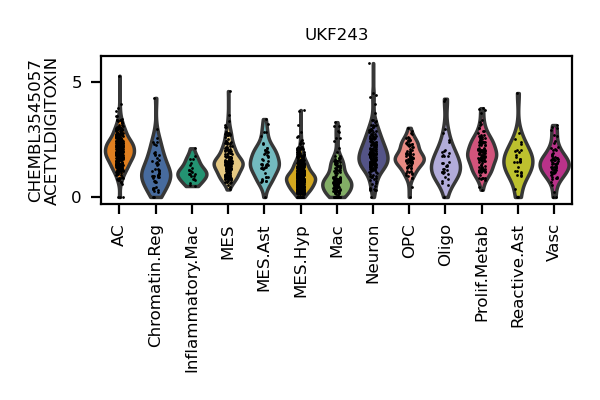 UKF243
CHEMBL3545057
ACETYLDIGITOXIN
5
0
AC
Chromatin.Reg
Inflammatory.Mac
MES
MES.Ast
MES.Hyp
Mac
Neuron
OPC
Oligo
Prolif.Metab
Reactive.Ast
Vasc